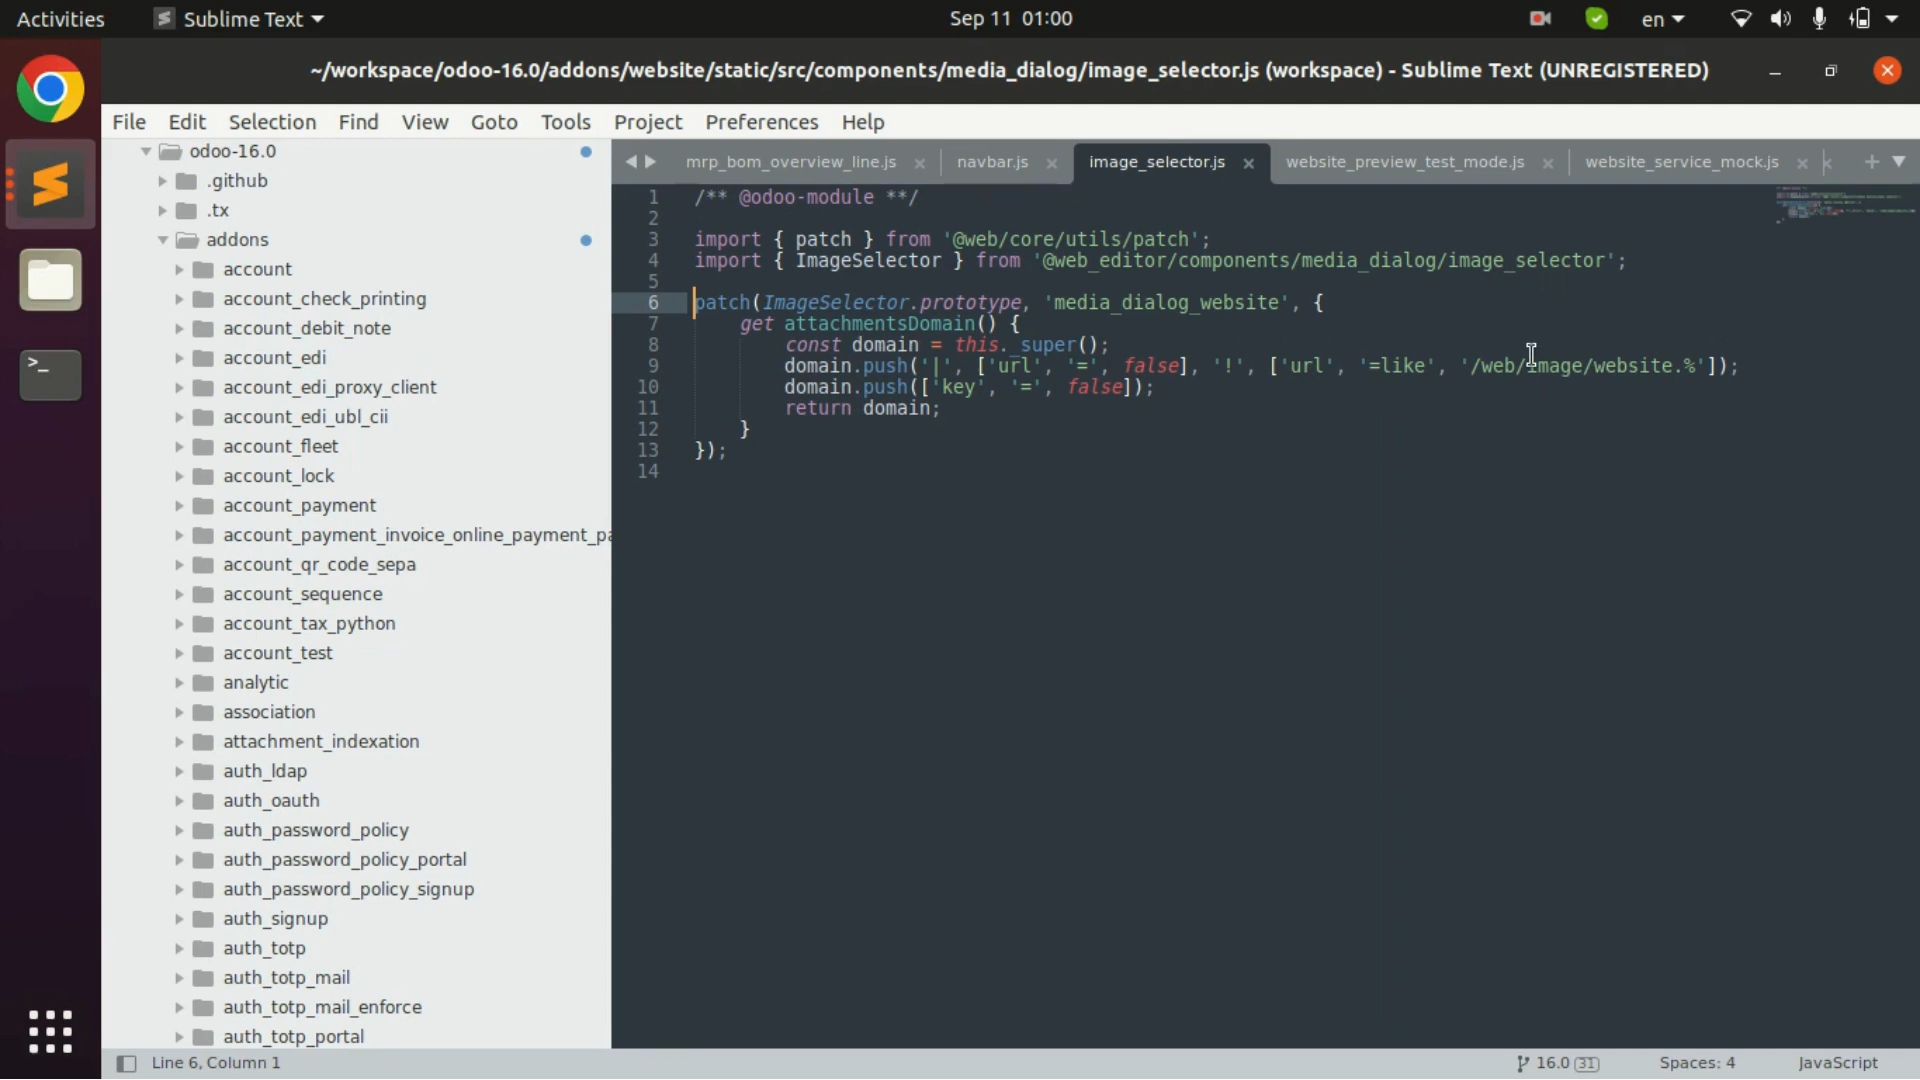 Activities
Sublime Text
Sep 11 01:00
en
~/workspace/odoo-16.0/addons/website/static/src/components/media_dialog/image_selector.js (workspace) - Sublime Text (UNREGISTERED)
File Edit Selection Find View Goto Tools Project Preferences Help
odoo-16.0
.github
.tx
addons
account
account_check_printing
account_debit_note
account_edi
account_edi_proxy_client
account_edi_ubl_cii
account_fleet
account_lock
account_payment
account_payment_invoice_online_payment_pa
account_qr_code_sepa
account_sequence
account_tax_python
account_test
analytic
association
attachment_indexation
auth_ldap
auth_oauth
auth_password_policy
auth_password_policy_portal
auth_password_policy_signup
auth_signup
auth_totp
auth_totp_mail
auth_totp_mail_enforce
auth_totp_portal
mrp_bom_overview_line.js
navbar.js
image_selector.js
website_preview_test_mode.js
website_service_mock.js
1 /** @odoo-module **/
2
3 import { patch } from '@web/core/utils/patch';
4 import { ImageSelector } from '@web_editor/components/media_dialog/image_selector';
5
6 patch(ImageSelector.prototype, 'media_dialog_website', {
7     get attachmentsDomain() {
8         const domain = this._super();
9         domain.push('|', ['url', '=', false], '!', ['url', '=like', '/web/image/website.%']);
10         domain.push(['key', '=', false]);
11         return domain;
12     }
13 });
14
Line 6, Column 1
16.0 31
Spaces: 4
JavaScript